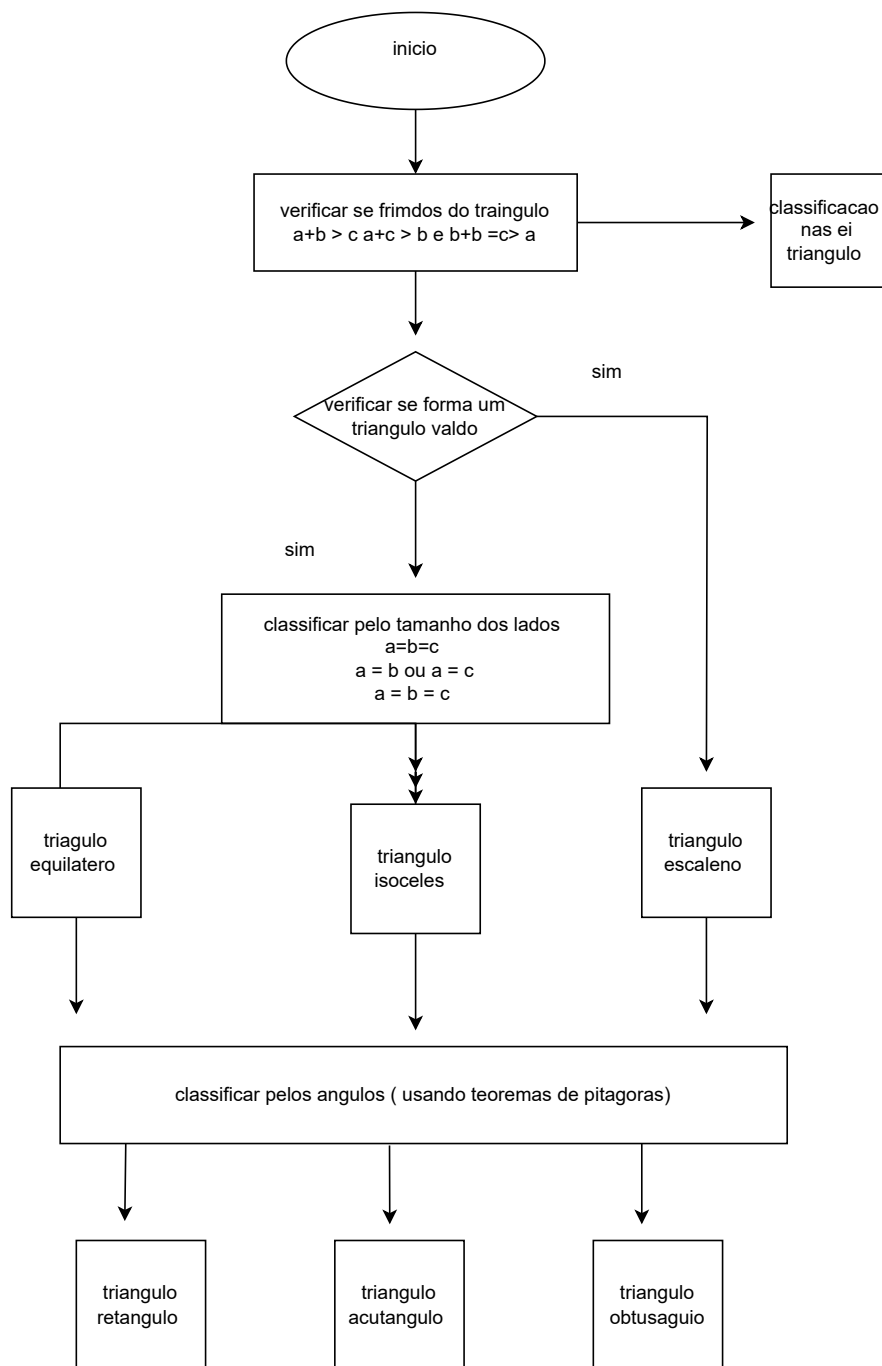 inicio
verificar se frimdos do traingulo
a+b > c a+c > b e b+b =c> a
classificacao
nas ei
triangulo
sim
verificar se forma um
triangulo valdo
sim
classificar pelo tamanho dos lados
a=b=c
a = b ou a = c
a = b = c
triagulo
equilatero
triangulo
isoceles
triangulo
escaleno
classificar pelos angulos ( usando teoremas de pitagoras)
triangulo
retangulo
triangulo
acutangulo
triangulo
obtusaguio